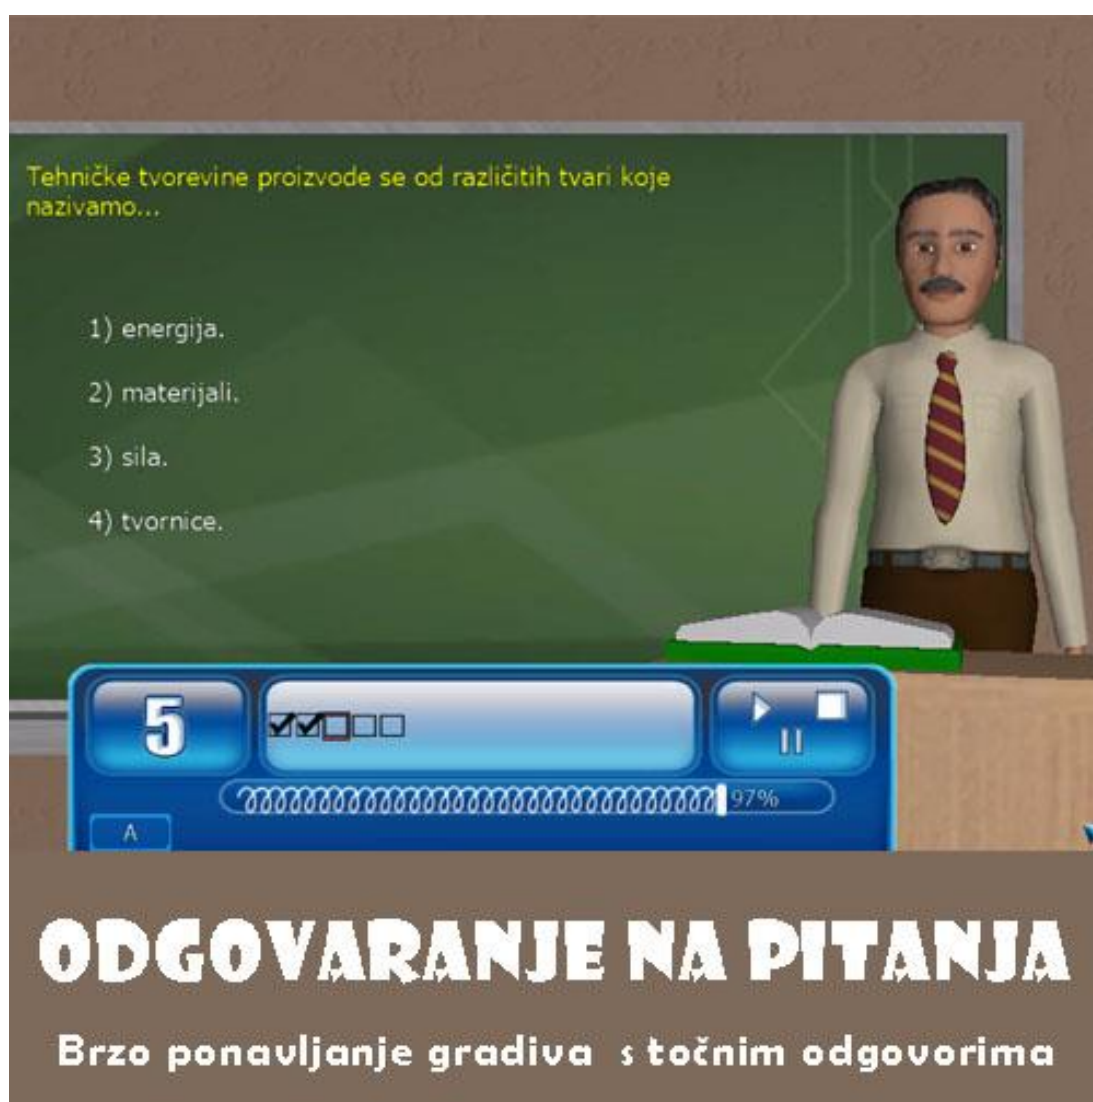 Tehničke tvorevine proizvode se od različitih tvari koje
nazivamo...
1) energija.
2) materijali.
3) sila.
4) tvornice.
5
97%
A
ODGOVARANJE NA PITANJA
Brzo ponavljanje gradiva s točnim odgovorima